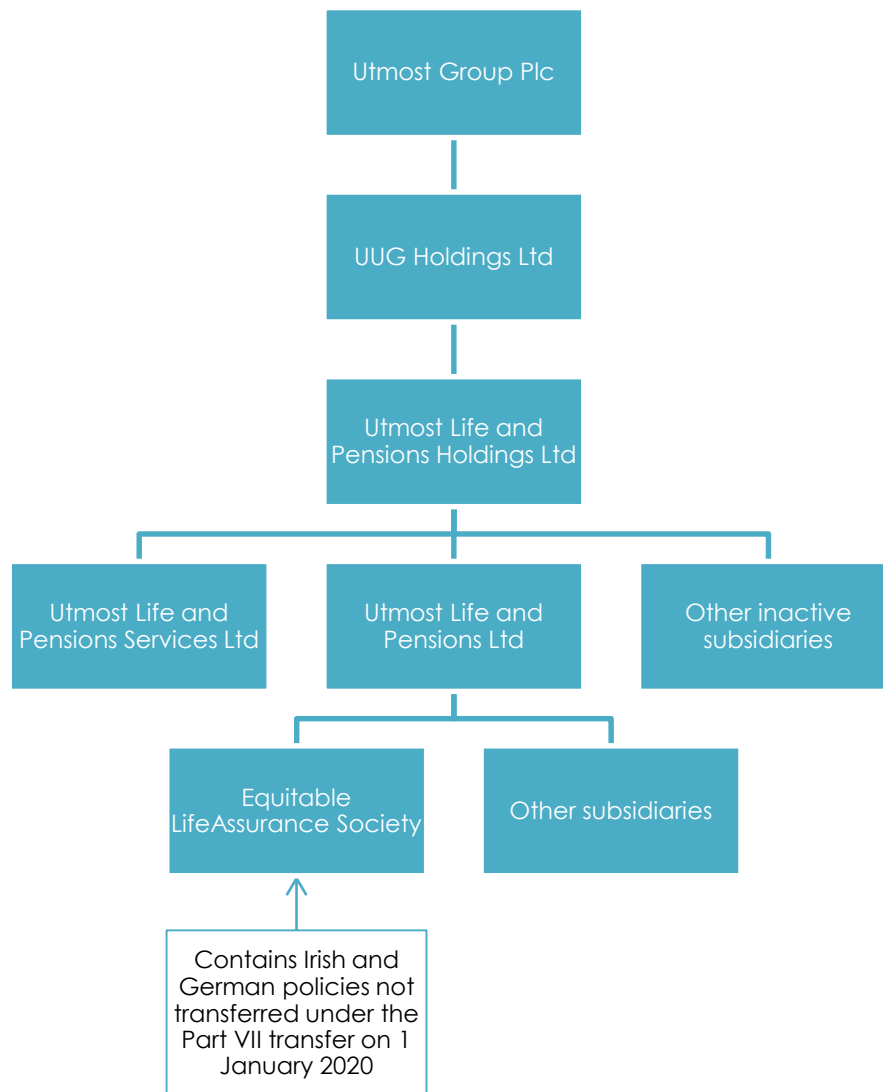 Utmost Group Plc
UUG Holdings Ltd
Utmost Life and
Pensions Holdings Ltd
Utmost Life and
Pensions Services Ltd
Utmost Life and
Pensions Ltd
Other inactive
subsidiaries
Equitable
LifeAssurance Society
Other subsidiaries
Contains Irish and
German policies not
transferred under the
Part VII transfer on 1
January 2020